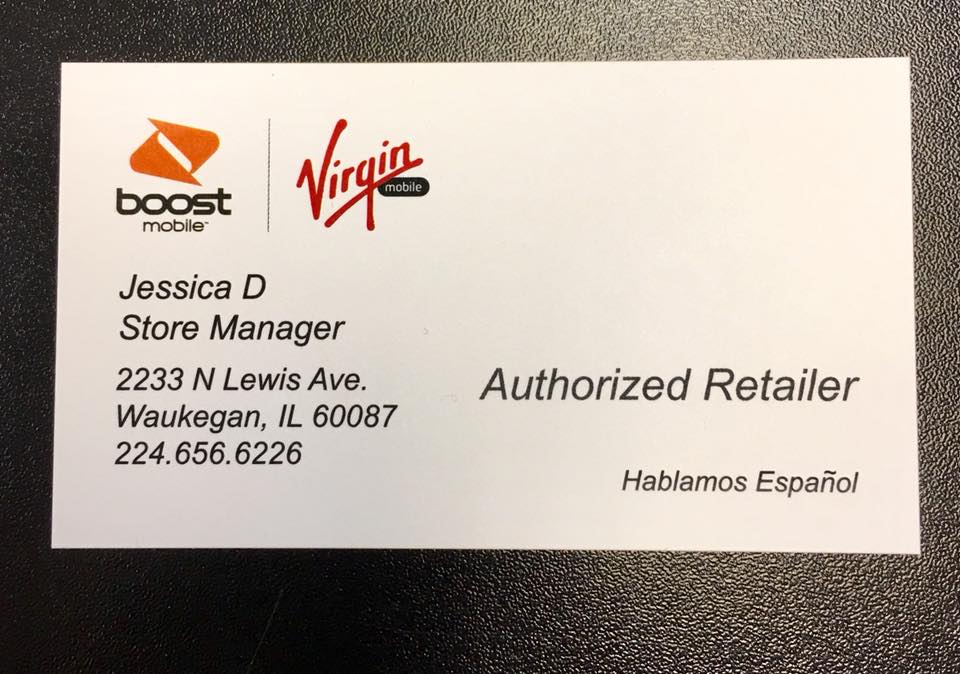 boost
mobile™
Virgin
mobile
Jessica D
Store Manager
2233 N Lewis Ave.
Waukegan, IL 60087
224.656.6226
Authorized Retailer
Hablamos Español